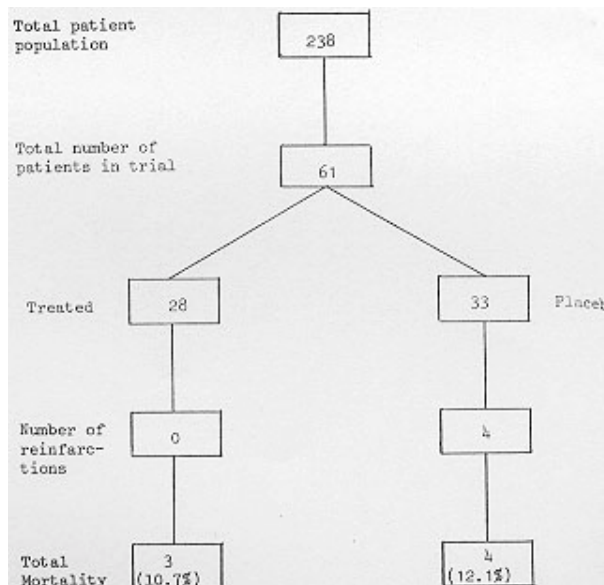 Total patient
population
238
Total number of
patients in trial
61
Treated
28
33
Number of
reinfarc-
tions
0
4
Total
Mortality
3
(10.7%)
4
(12.1%)